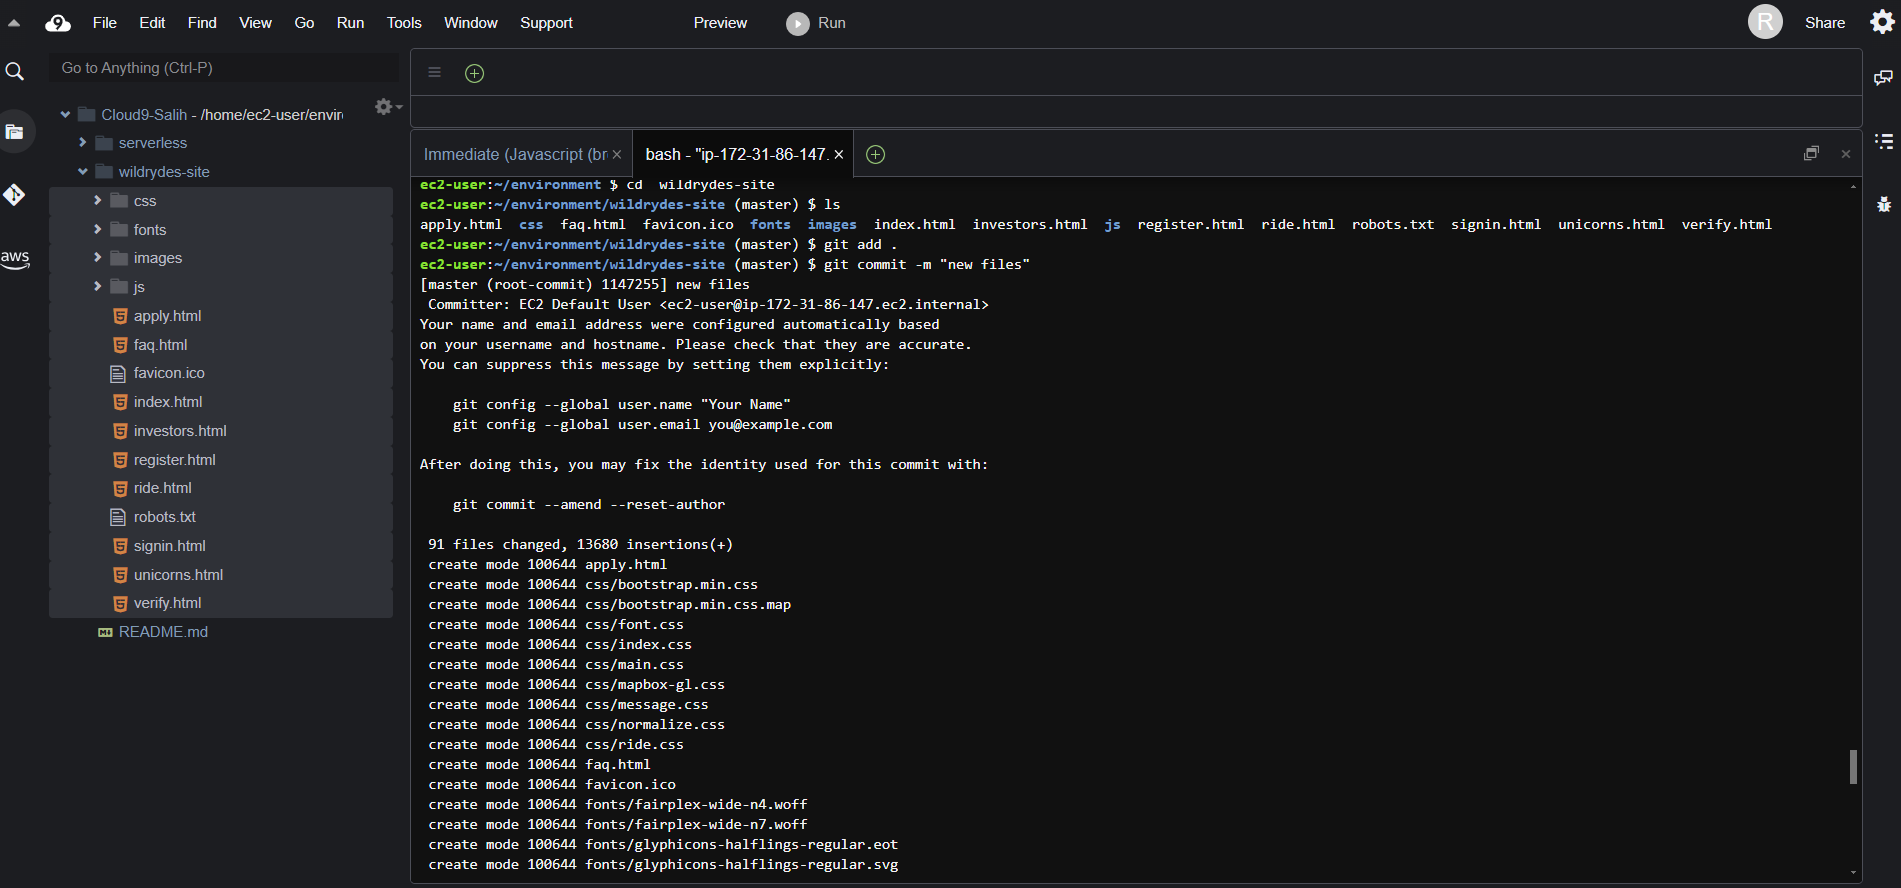 9 File Edit Find View Go Run Tools Window Support Preview Run R Share
Go to Anything (Ctrl-P)
Cloud9-Salih - /home/ec2-user/envir
serverless
wildrydes-site
css
fonts
images
js
apply.html
faq.html
favicon.ico
index.html
investors.html
register.html
ride.html
robots.txt
signin.html
unicorns.html
verify.html
README.md
aws
Immediate (Javascript (br × bash - "ip-172-31-86-147. ×
ec2-user:~/environment $ cd  wildrydes-site
ec2-user:~/environment/wildrydes-site (master) $ ls
apply.html  css  faq.html  favicon.ico  fonts  images  index.html  investors.html  js  register.html  ride.html  robots.txt  signin.html  unicorns.html  verify.html
ec2-user:~/environment/wildrydes-site (master) $ git add .
ec2-user:~/environment/wildrydes-site (master) $ git commit -m "new files"
[master (root-commit) 1147255] new files
 Committer: EC2 Default User <ec2-user@ip-172-31-86-147.ec2.internal>
Your name and email address were configured automatically based
on your username and hostname. Please check that they are accurate.
You can suppress this message by setting them explicitly:
    git config --global user.name "Your Name"
    git config --global user.email you@example.com
After doing this, you may fix the identity used for this commit with:
    git commit --amend --reset-author
 91 files changed, 13680 insertions(+)
 create mode 100644 apply.html
 create mode 100644 css/bootstrap.min.css
 create mode 100644 css/bootstrap.min.css.map
 create mode 100644 css/font.css
 create mode 100644 css/index.css
 create mode 100644 css/main.css
 create mode 100644 css/mapbox-gl.css
 create mode 100644 css/message.css
 create mode 100644 css/normalize.css
 create mode 100644 css/ride.css
 create mode 100644 faq.html
 create mode 100644 favicon.ico
 create mode 100644 fonts/fairplex-wide-n4.woff
 create mode 100644 fonts/fairplex-wide-n7.woff
 create mode 100644 fonts/glyphicons-halflings-regular.eot
 create mode 100644 fonts/glyphicons-halflings-regular.svg